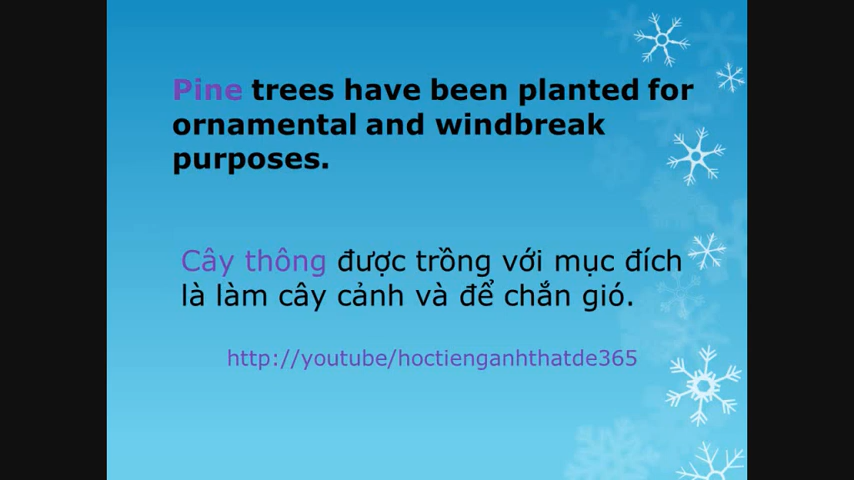 Pine trees have been planted for
ornamental and windbreak
purposes.
Cây thông được trồng với mục đích
là làm cây cảnh và để chắn gió.
http://youtube/hoctienganhthatde365